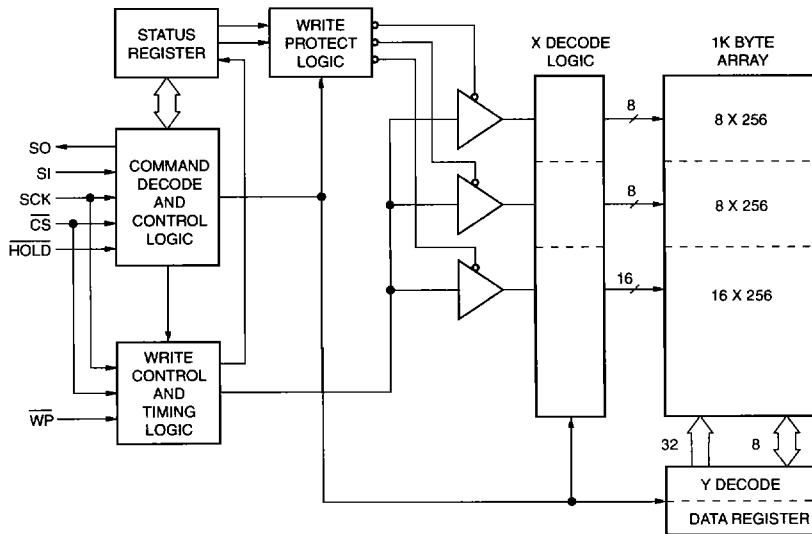 STATUS
REGISTER
WRITE
PROTECT
LOGIC
X DECODE
LOGIC
1K BYTE
ARRAY
SO
SI
SCK
CS
HOLD
COMMAND
DECODE
AND
CONTROL
LOGIC
8
8 X 256
8
8 X 256
16
16 X 256
WP
WRITE
CONTROL
AND
TIMING
LOGIC
32
8
Y DECODE
DATA REGISTER